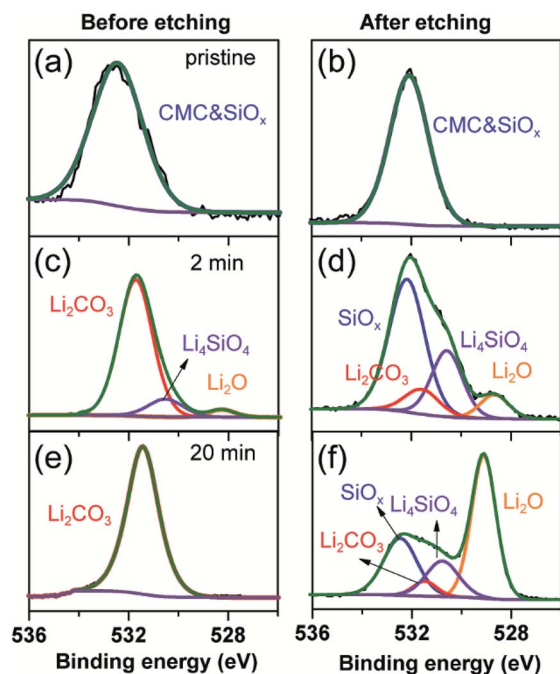 Before etching
After etching
(a)
pristine
CMC&SiOₓ
(b)
CMC&SiOₓ
(c)
2 min
Li₂CO₃
Li₄SiO₄
Li₂O
(d)
SiOₓ
Li₄SiO₄
Li₂CO₃
Li₂O
(e)
20 min
Li₂CO₃
(f)
SiOₓ
Li₄SiO₄
Li₂O
Li₂CO₃
536 532 528
536 532 528
Binding energy (eV)
Binding energy (eV)